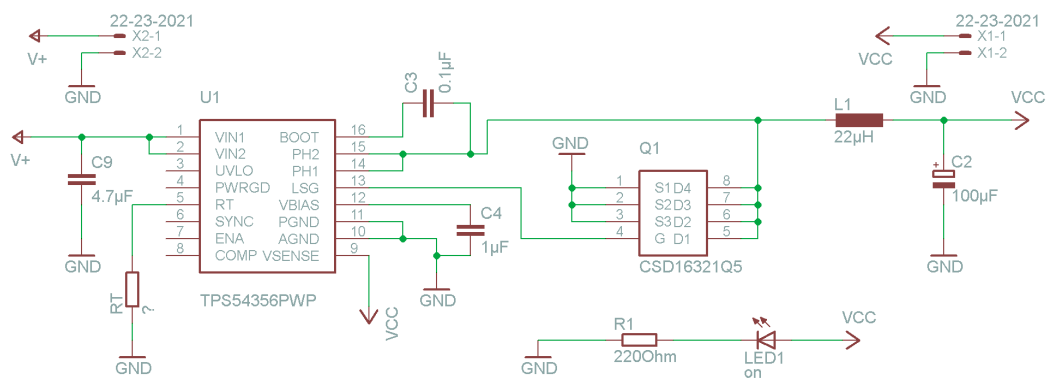 22-23-2021
X2-1
X2-2
V+
GND
22-23-2021
X1-1
X1-2
VCC
GND
U1
C3
0.1µF
V+
C9
4.7µF
GND
1 VIN1 BOOT 16
2 VIN2 PH2 15
3 UVLO PH1 14
4 PWRGD LSG 13
5 RT VBIAS 12
6 SYNC PGND 11
7 ENA AGND 10
8 COMP VSENSE 9
TPS54356PWP
RT
?
GND
C4
1µF
GND
VCC
GND
Q1
1 S1 D4 8
2 S2 D3 7
3 S3 D2 6
4 G D1 5
CSD16321Q5
L1
22µH
VCC
C2
+
100µF
GND
R1
220Ohm
GND
LED1
on
VCC